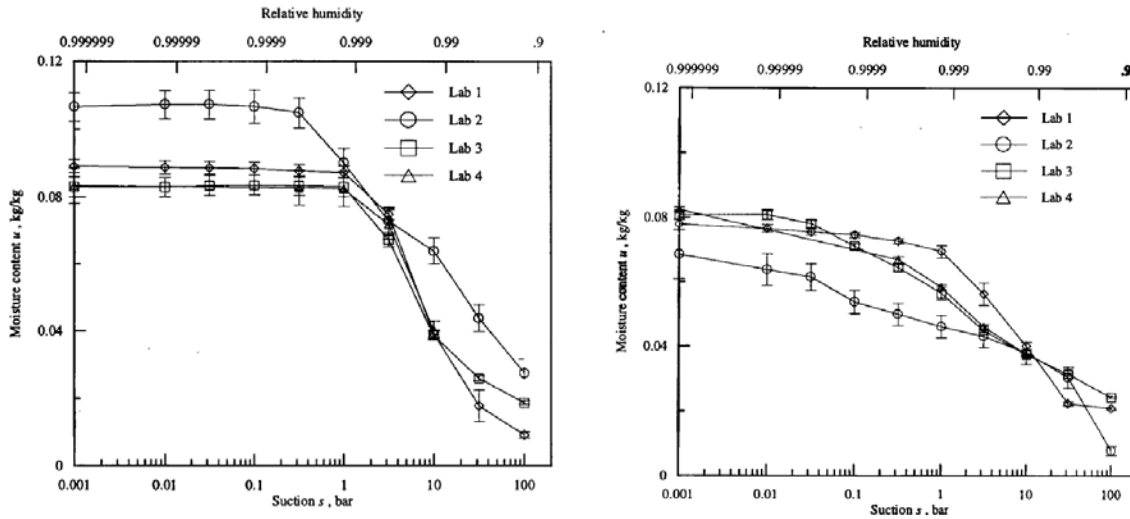 Relative humidity
0.999999 0.99999 0.9999 0.999 0.99 .9
0.12
Lab 1
Lab 2
Lab 3
Lab 4
0.08
Moisture content u, kg/kg
0.04
0
0.001 0.01 0.1 1 10 100
Suction s, bar
Relative humidity
0.999999 0.99999 0.9999 0.999 0.99 .9
0.12
Lab 1
Lab 2
Lab 3
Lab 4
0.08
Moisture content u, kg/kg
0.04
0
0.001 0.01 0.1 1 10 100
Suction s, bar